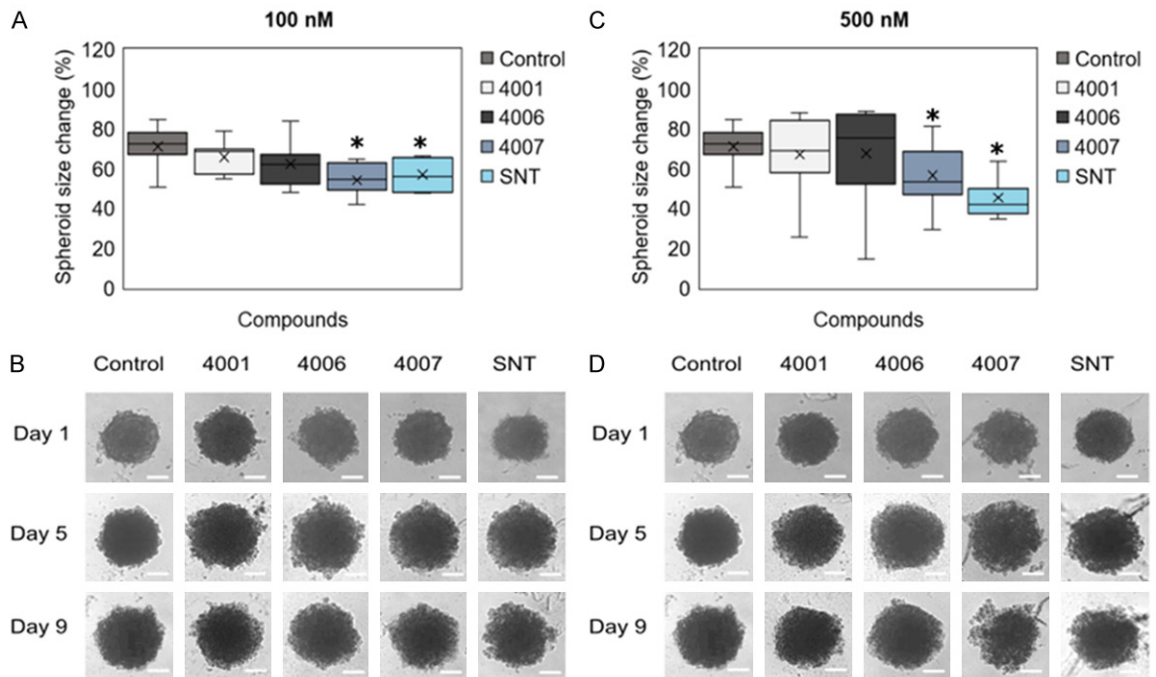 A
100 nM
Spheroid size change (%)
120
100
80
60
40
20
0
*
*
Compounds
Control
4001
4006
4007
SNT
C
500 nM
Spheroid size change (%)
120
100
80
60
40
20
0
*
*
Compounds
Control
4001
4006
4007
SNT
B
Control 4001 4006 4007 SNT
Day 1
Day 5
Day 9
D
Control 4001 4006 4007 SNT
Day 1
Day 5
Day 9